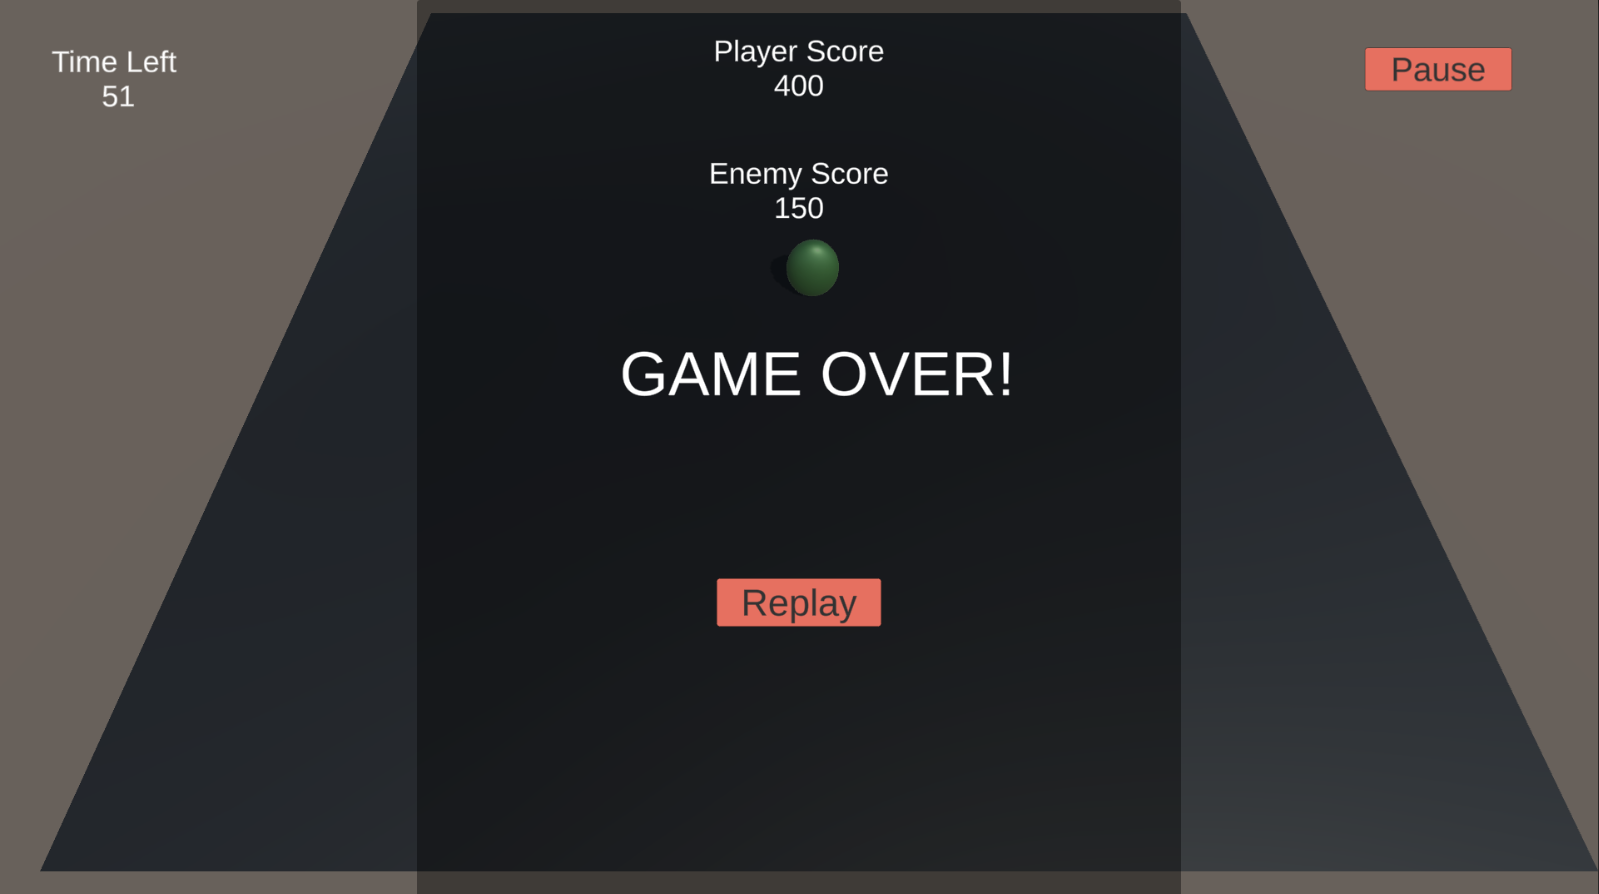 Time Left
51
Player Score
400
Pause
Enemy Score
150
GAME OVER!
Replay